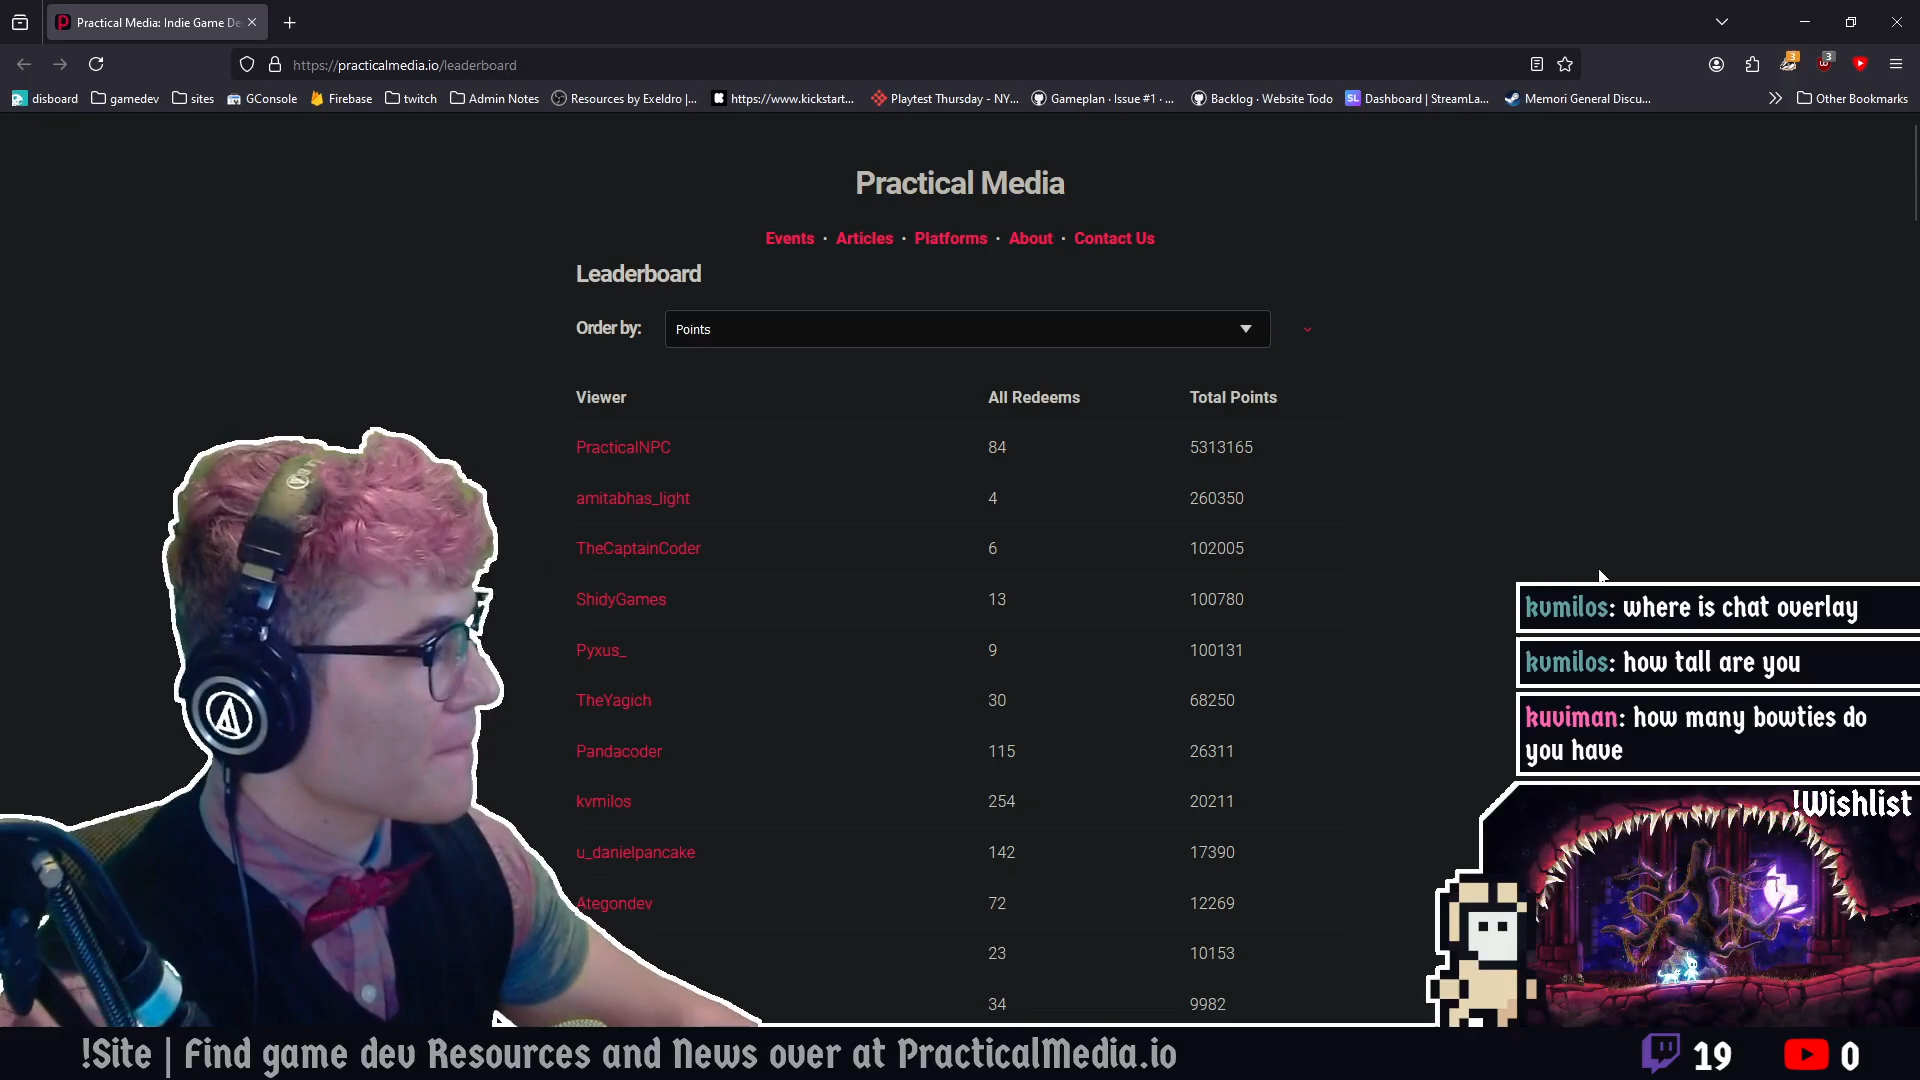 Practical Media: Indie Game De
https://practicalmedia.io/leaderboard
3
3
disboard
gamedev
sites
GConsole
Firebase
twitch
Admin Notes
Resources by Exeldro |...
https://www.kickstart...
Playtest Thursday - NY...
Gameplan · Issue #1 · ...
Backlog · Website Todo
SL
Dashboard | StreamLa...
Memori General Discu...
Other Bookmarks
Practical Media
Events · Articles · Platforms · About · Contact Us
Leaderboard
Order by:
Points
Viewer All Redeems Total Points
PracticalNPC 84 5313165
amitabhas_light 4 260350
TheCaptainCoder 6 102005
ShidyGames 13 100780
Pyxus_ 9 100131
TheYagich 30 68250
Pandacoder 115 26311
kvmilos 254 20211
u_danielpancake 142 17390
Ategondev 72 12269
23 10153
34 9982
kvmilos: where is chat overlay
kvmilos: how tall are you
kuviman: how many bowties do
you have
!Wishlist
!Site | Find game dev Resources and News over at PracticalMedia.io
19
0